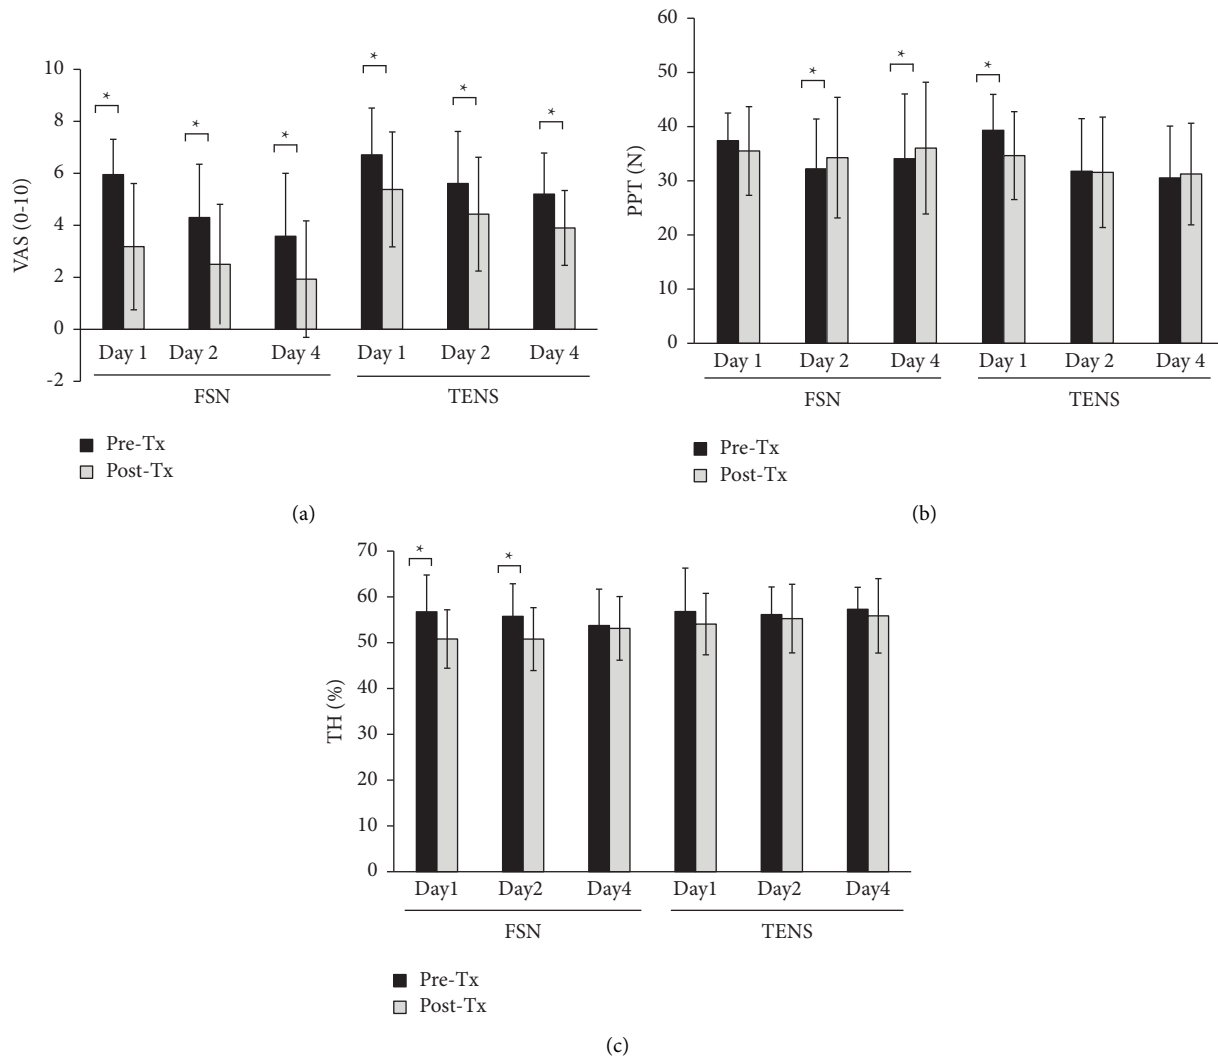 VAS (0-10)
10
8
6
4
2
0
-2
*
*
*
*
*
*
Day 1
Day 2
Day 4
Day 1
Day 2
Day 4
FSN
TENS
Pre-Tx
Post-Tx
(a)
PPT (N)
60
50
40
30
20
10
0
*
*
*
Day 1
Day 2
Day 4
Day 1
Day 2
Day 4
FSN
TENS
Pre-Tx
Post-Tx
(b)
TH (%)
70
60
50
40
30
20
10
0
*
*
Day1
Day2
Day4
Day1
Day2
Day4
FSN
TENS
Pre-Tx
Post-Tx
(c)